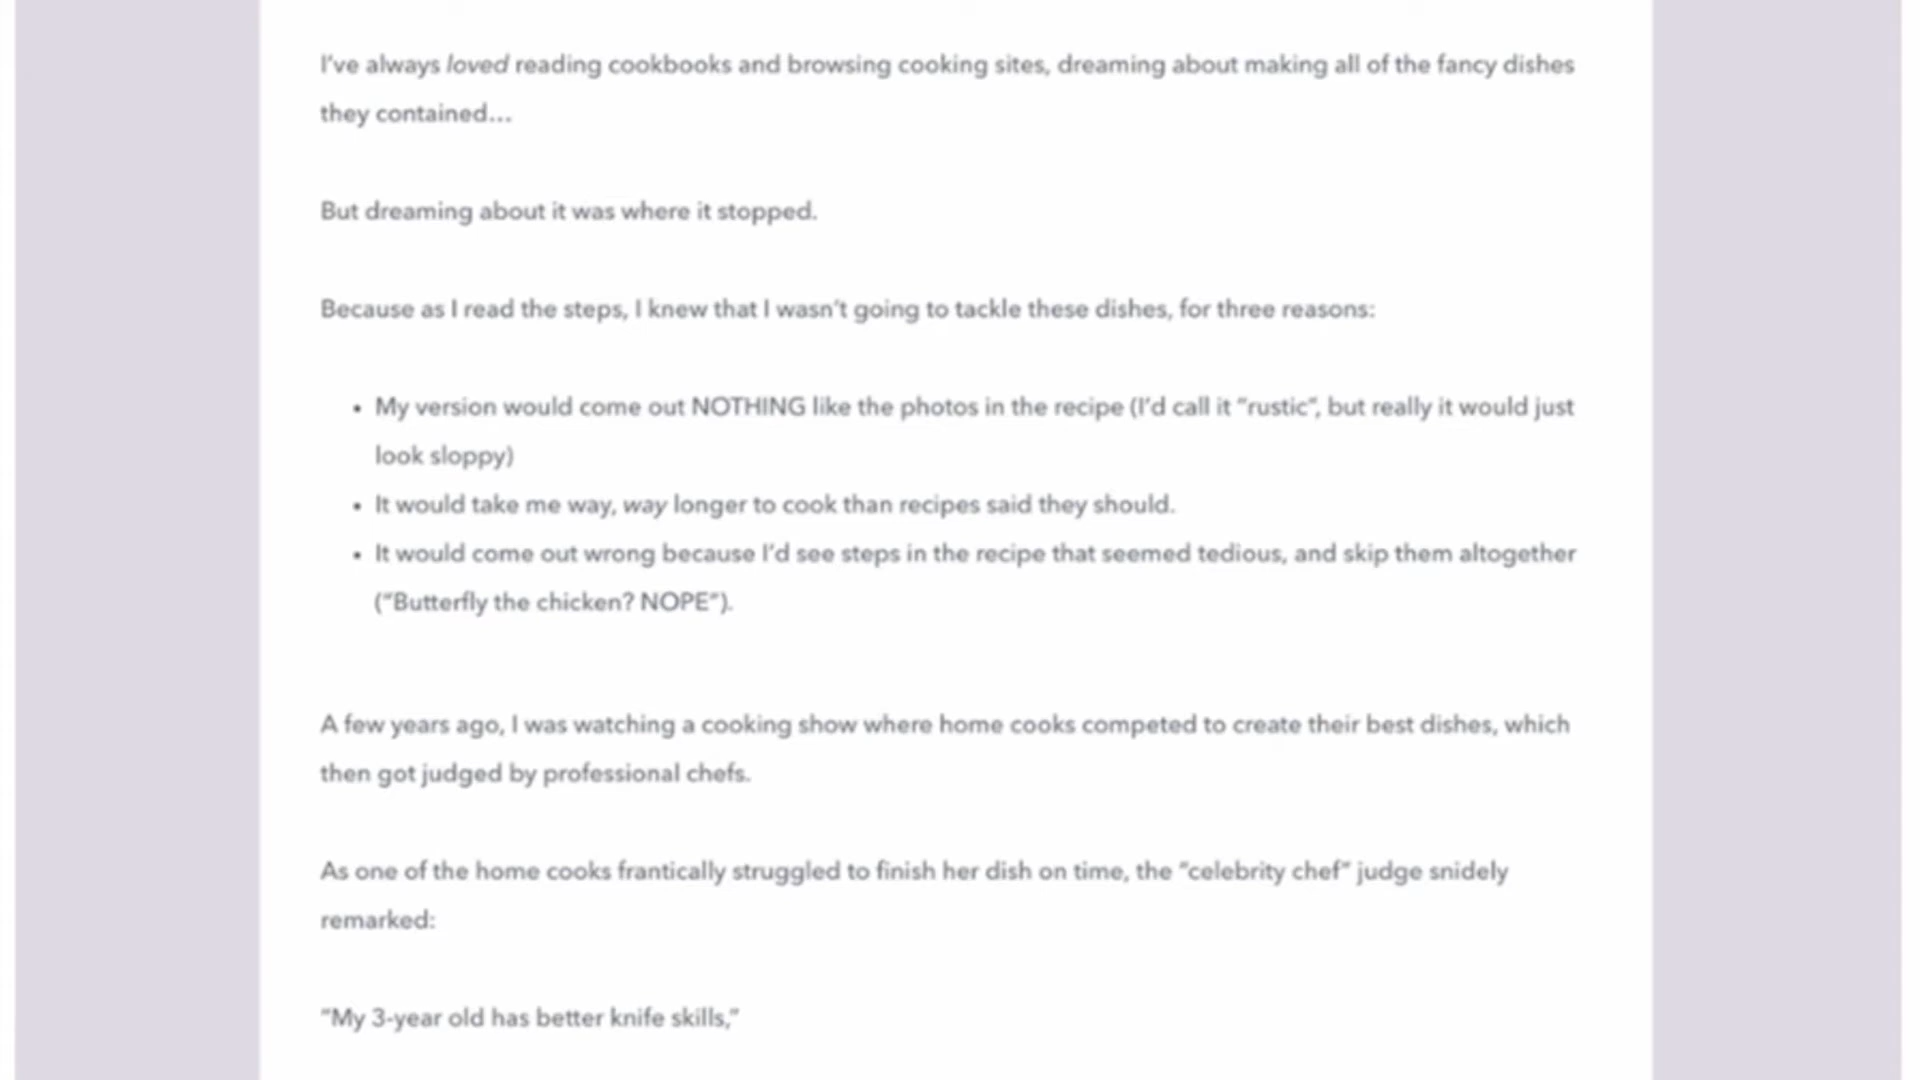 I've always loved reading cookbooks and browsing cooking sites, dreaming about making all of the fancy dishes
they contained...
But dreaming about it was where it stopped.
Because as I read the steps, I knew that I wasn't going to tackle these dishes, for three reasons:
• My version would come out NOTHING like the photos in the recipe (I'd call it "rustic", but really it would just
look sloppy)
• It would take me way, way longer to cook than recipes said they should.
• It would come out wrong because I'd see steps in the recipe that seemed tedious, and skip them altogether
("Butterfly the chicken? NOPE").
A few years ago, I was watching a cooking show where home cooks competed to create their best dishes, which
then got judged by professional chefs.
As one of the home cooks frantically struggled to finish her dish on time, the "celebrity chef" judge snidely
remarked:
"My 3-year old has better knife skills,"